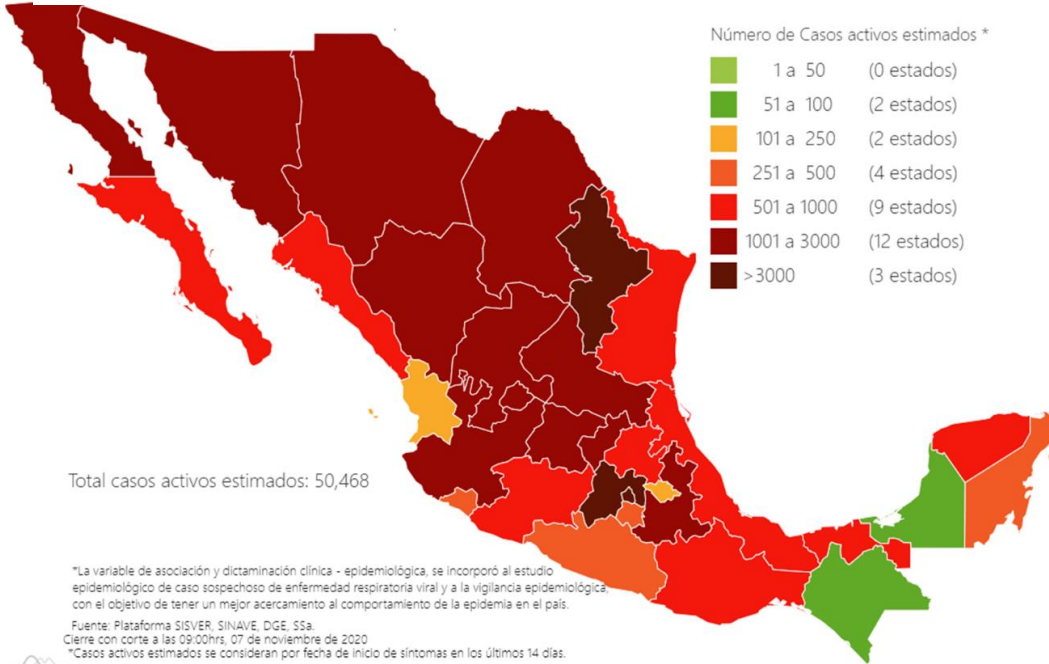 Número de Casos activos estimados *
1 a 50 (0 estados)
51 a 100 (2 estados)
101 a 250 (2 estados)
251 a 500 (4 estados)
501 a 1000 (9 estados)
1001 a 3000 (12 estados)
>3000 (3 estados)
Total casos activos estimados: 50,468
*La variable de asociación y dictaminación clínica - epidemiológica, se incorporó al estudio
epidemiológico de caso sospechoso de enfermedad respiratoria viral y a la vigilancia epidemiológica,
con el objetivo de tener un mejor acercamiento al comportamiento de la epidemia en el país.
Fuente: Plataforma SISVER, SINAVE, DGE, SSa.
Cierre con corte a las 09:00hrs, 07 de noviembre de 2020
*Casos activos estimados se consideran por fecha de inicio de síntomas en los últimos 14 días.